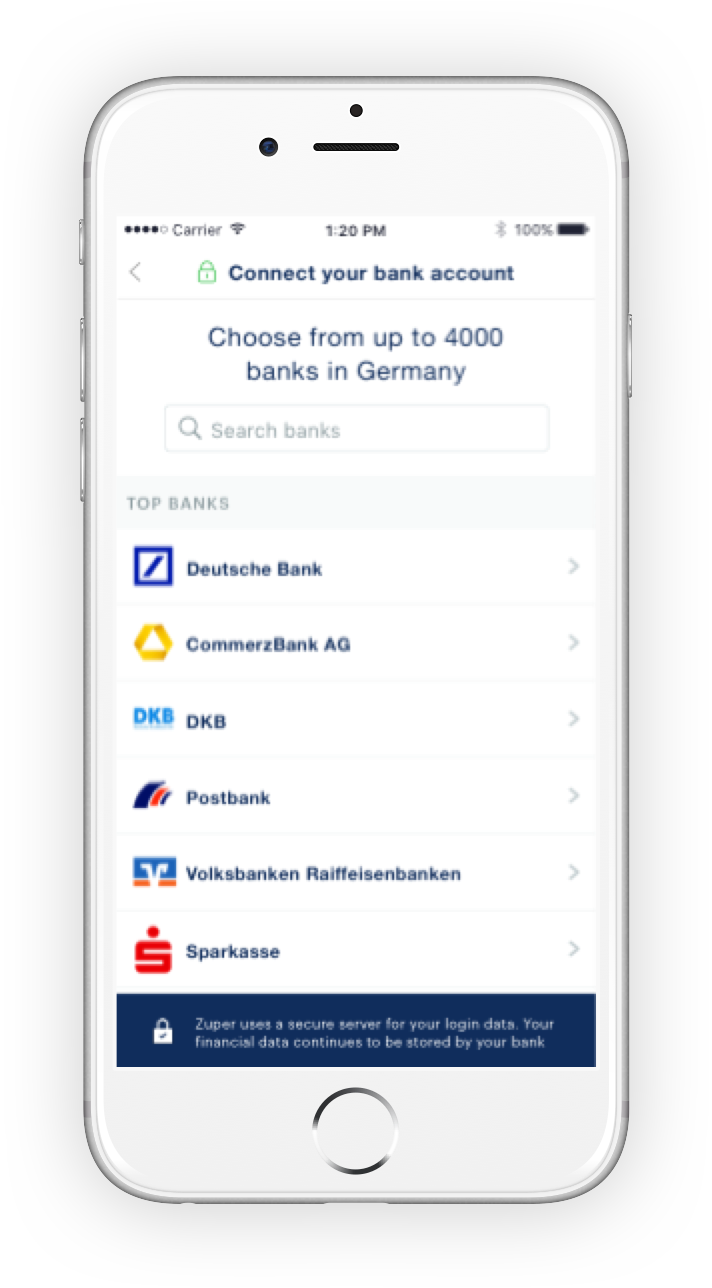 Carrier 1:20 PM 100%
Connect your bank account
Choose from up to 4000
banks in Germany
Search banks
TOP BANKS
Deutsche Bank
CommerzBank AG
DKB DKB
Postbank
Volksbanken Raiffeisenbanken
Sparkasse
Zuper uses a secure server for your login data. Your
financial data continues to be stored by your bank